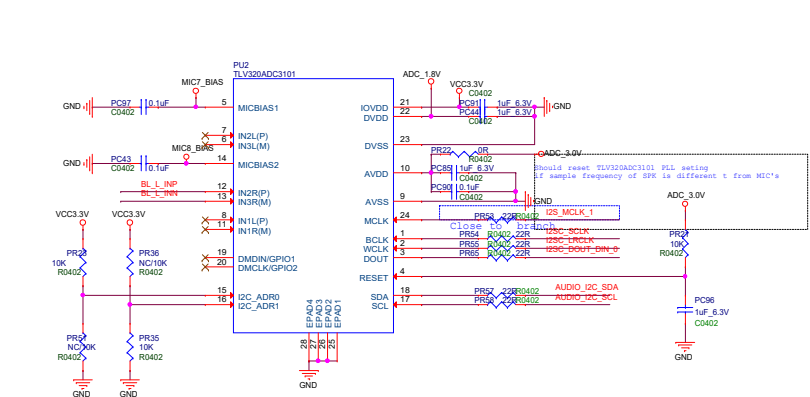 PU2
TLV320ADC3101
MIC7_BIAS
ADC_1.8V
VCC3.3V
C0402
GND
PC97
0.1uF
C0402
5
MICBIAS1
IOVDD
21
PC91
1uF_6.3V
GND
DVDD
22
PC44
1uF_6.3V
C0402
7
IN2L(P)
6
IN3L(M)
DVSS
23
MIC8_BIAS
PR22
0R
R0402
ADC_3.0V
GND
PC43
0.1uF
C0402
14
MICBIAS2
AVDD
10
PC85
1uF_6.3V
C0402
Should reset TLV320ADC3101 PLL seting
if sample frequency of SPK is different t from MIC's
BL_L_INP
12
IN2R(P)
PC90
0.1uF
C0402
BL_L_INN
13
IN3R(M)
AVSS
9
GND
ADC_3.0V
VCC3.3V
VCC3.3V
8
IN1L(P)
11
IN1R(M)
MCLK
24
PR53
22R
R0402
I2S_MCLK_1
Close to branch
BCLK
1
PR54
R0402
22R
I2SC_SCLK
WCLK
2
PR55
R0402
22R
I2SC_LRCLK
DOUT
3
PR65
R0402
22R
I2SC_DOUT_DIN_0
10K
R0402
PR36
NC/10K
R0402
19
DMDIN/GPIO1
20
DMCLK/GPIO2
10K
R0402
RESET
4
15
I2C_ADR0
16
I2C_ADR1
SDA
18
PR57
22R
R0402
AUDIO_I2C_SDA
SCL
17
PR58
22R
R0402
AUDIO_I2C_SCL
PC96
1uF_6.3V
C0402
NC/10K
R0402
PR35
10K
R0402
EPAD4
EPAD3
EPAD2
EPAD1
28
27
26
25
GND
GND
GND
GND